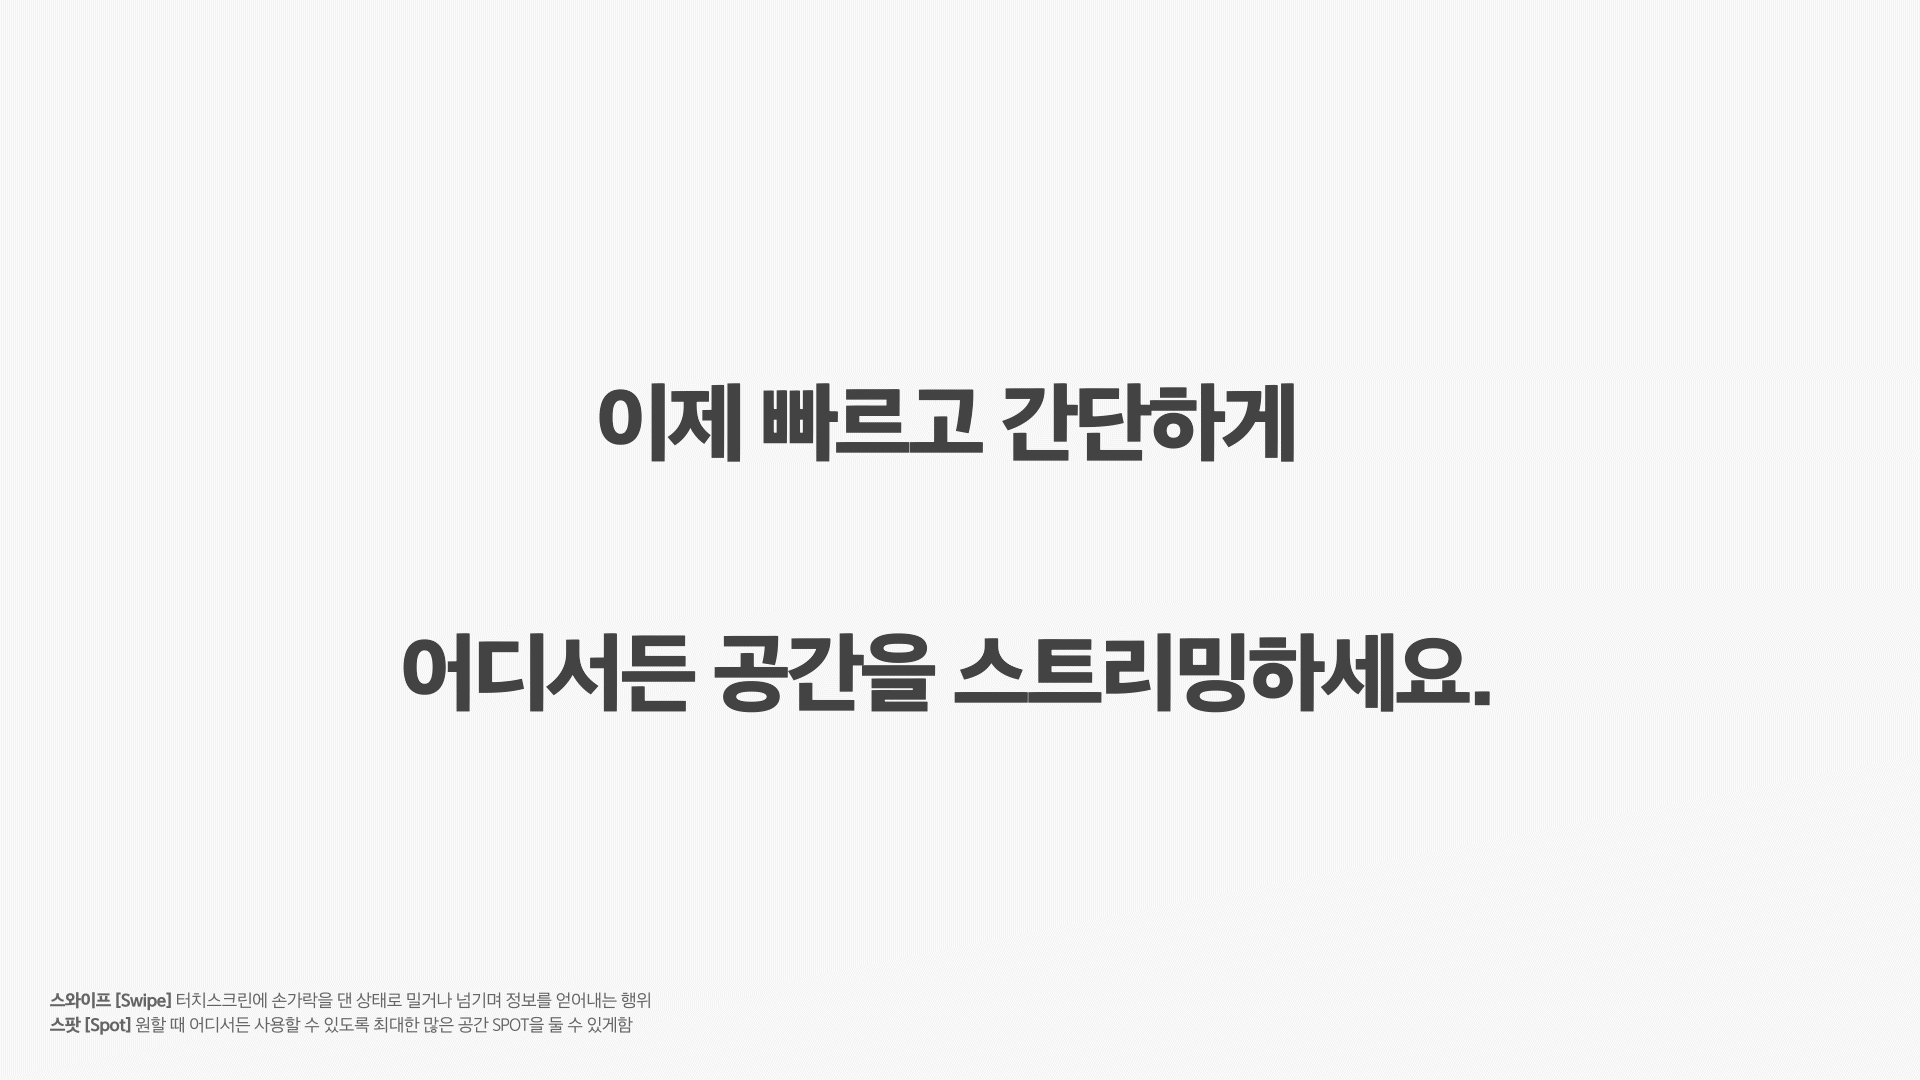 이제 빠르고 간단하게
어디서든 공간을 스트리밍하세요.
스와이프 [Swipe] 터치스크린에 손가락을 댄 상태로 밀거나 넘기며 정보를 얻어내는 행위
스팟 [Spot] 원할 때 어디서든 사용할 수 있도록 최대한 많은 공간 SPOT을 둘 수 있게함